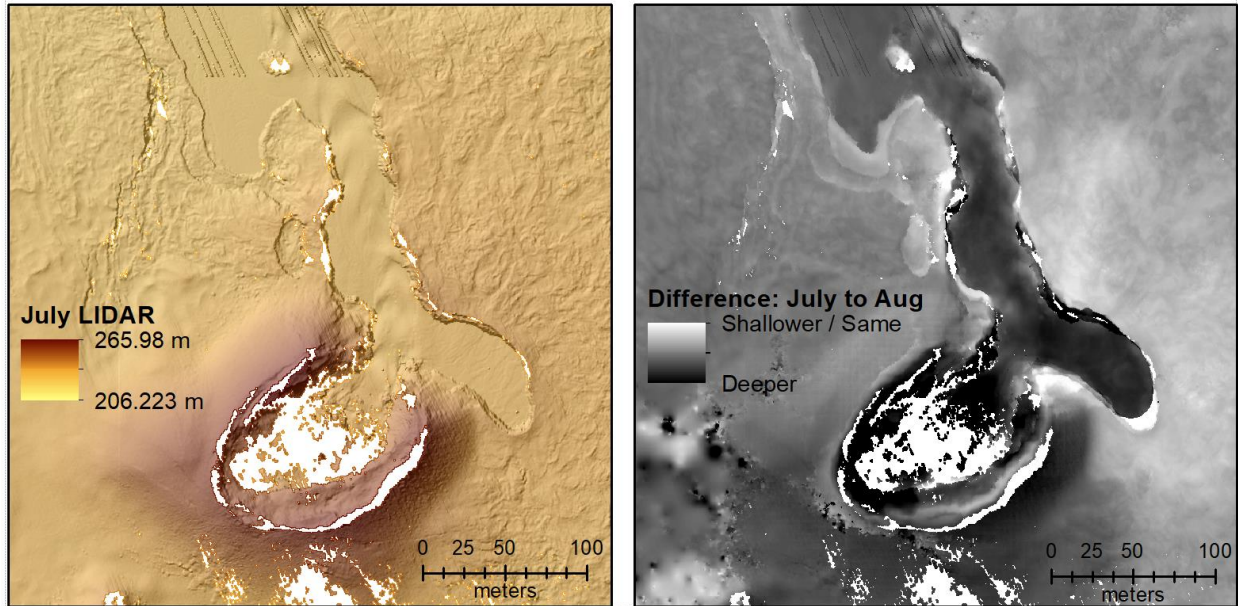 July LIDAR
265.98 m
206.223 m
0 25 50 100
meters
Difference: July to Aug
Shallower / Same
Deeper
0 25 50 100
meters